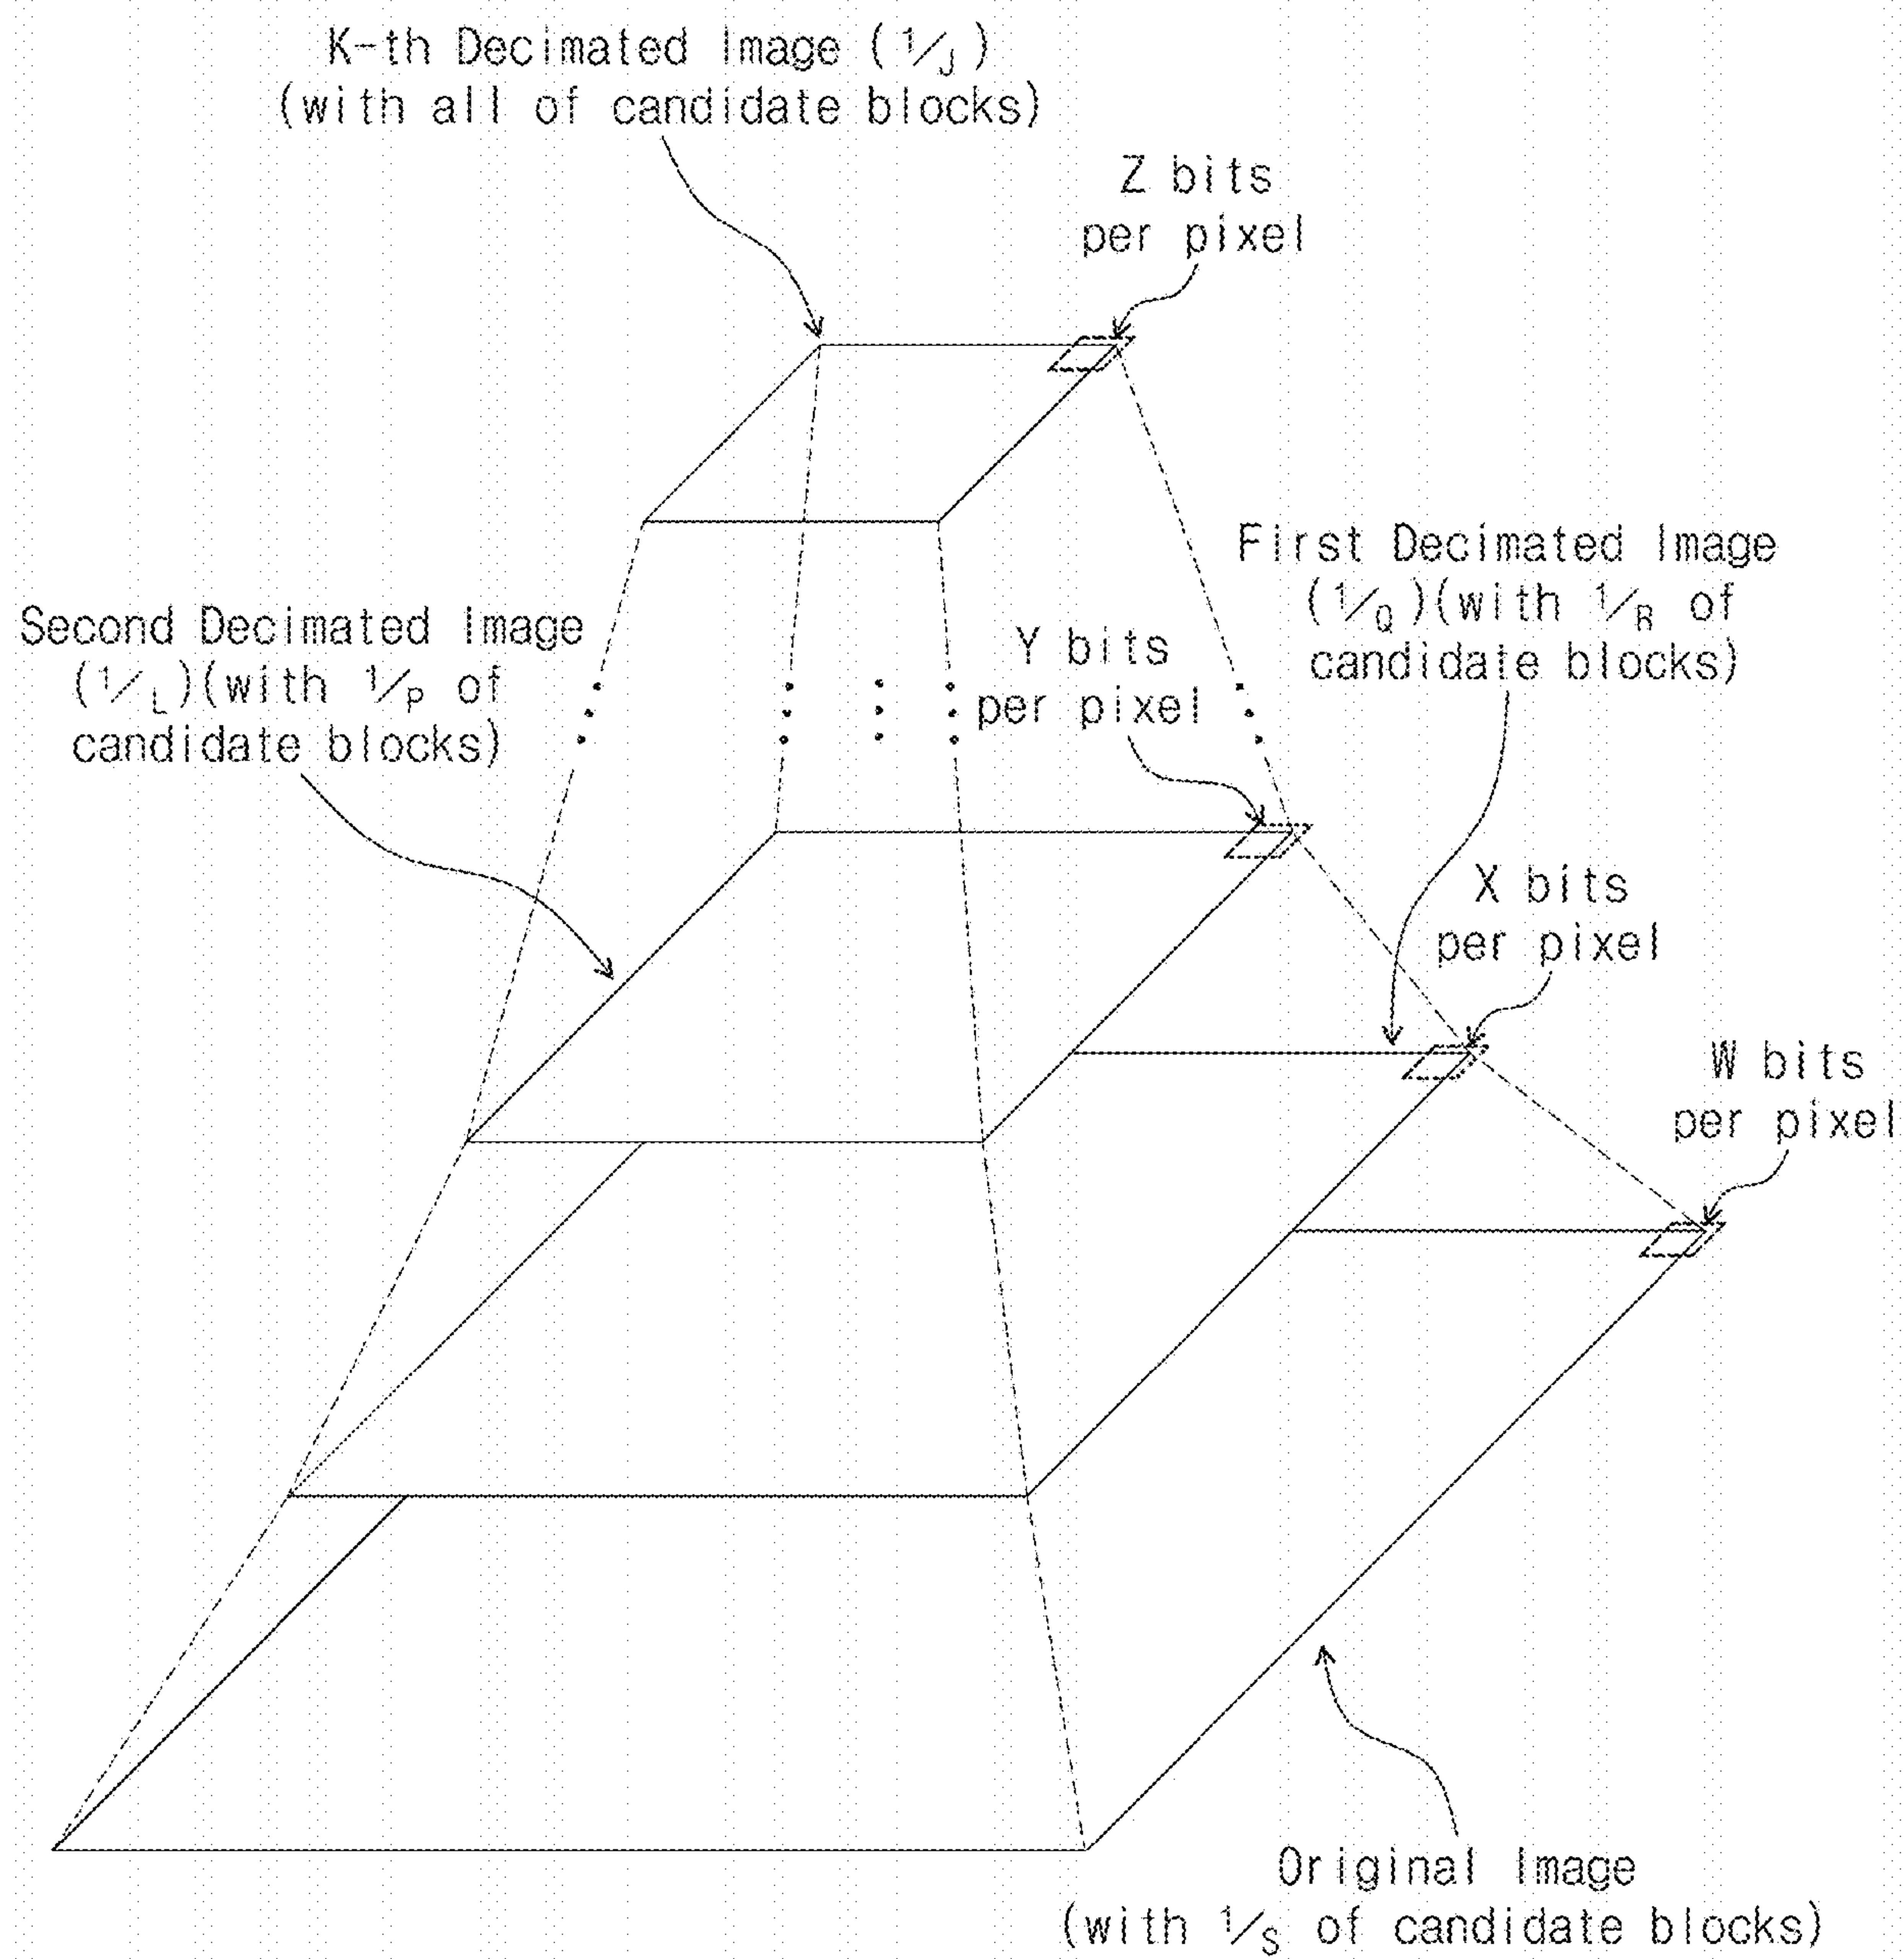 K-th Decimated Image (1/J)
(with all of candidate blocks)
Z bits
per pixel
First Decimated Image
(1/Q)(with 1/R of
candidate blocks)
Second Decimated Image
(1/L)(with 1/P of
candidate blocks)
Y bits
per pixel
X bits
per pixel
W bits
per pixel
Original Image
(with 1/S of candidate blocks)